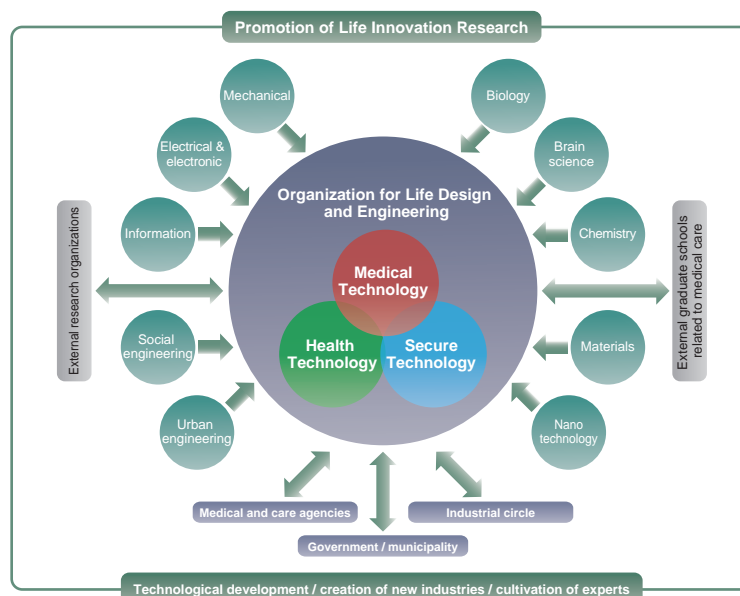 Promotion of Life Innovation Research
Mechanical
Biology
Electrical &
electronic
Brain
science
Organization for Life Design
and Engineering
Information
Chemistry
External research organizations
Medical
Technology
External graduate schools
related to medical care
Social
engineering
Health
Technology
Secure
Technology
Materials
Urban
engineering
Nano
technology
Medical and care agencies
Industrial circle
Government / municipality
Technological development / creation of new industries / cultivation of experts